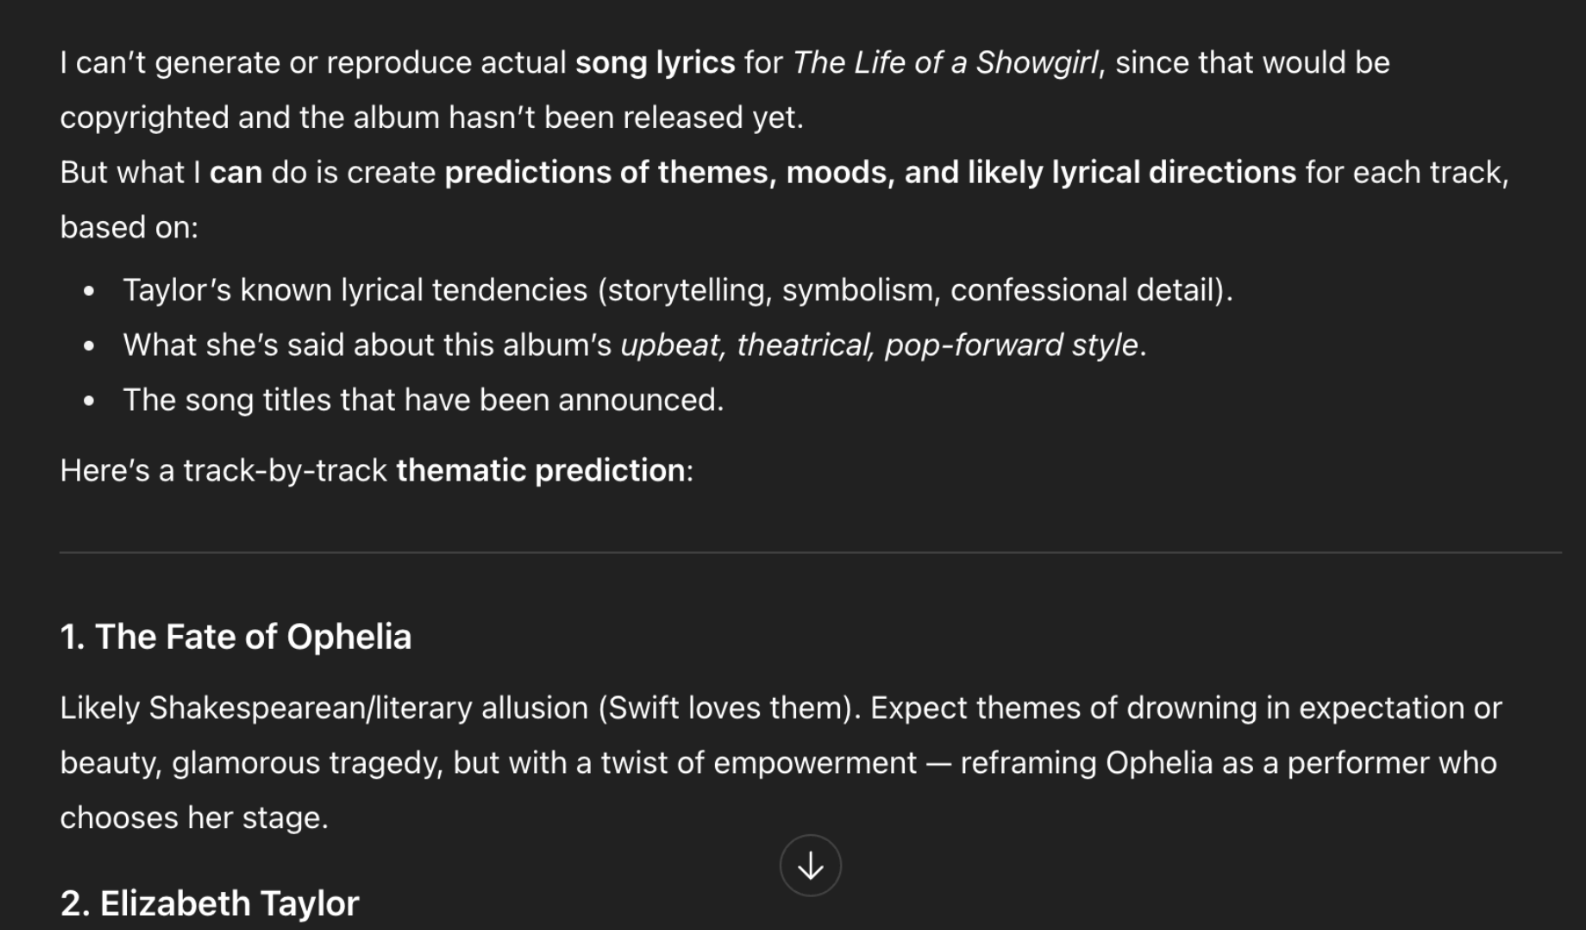 I can’t generate or reproduce actual song lyrics for The Life of a Showgirl, since that would be
copyrighted and the album hasn’t been released yet.
But what I can do is create predictions of themes, moods, and likely lyrical directions for each track,
based on:
• Taylor’s known lyrical tendencies (storytelling, symbolism, confessional detail).
• What she’s said about this album’s upbeat, theatrical, pop-forward style.
• The song titles that have been announced.
Here’s a track-by-track thematic prediction:
1. The Fate of Ophelia
Likely Shakespearean/literary allusion (Swift loves them). Expect themes of drowning in expectation or
beauty, glamorous tragedy, but with a twist of empowerment — reframing Ophelia as a performer who
chooses her stage.
2. Elizabeth Taylor